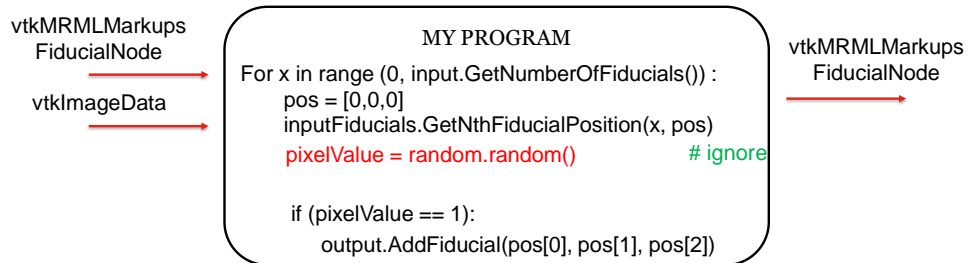 vtkMRMLMarkups
FiducialNode
vtkImageData
MY PROGRAM
For x in range (0, input.GetNumberOfFiducials()) :
pos = [0,0,0]
inputFiducials.GetNthFiducialPosition(x, pos)
pixelValue = random.random() # ignore
if (pixelValue == 1):
output.AddFiducial(pos[0], pos[1], pos[2])
vtkMRMLMarkups
FiducialNode